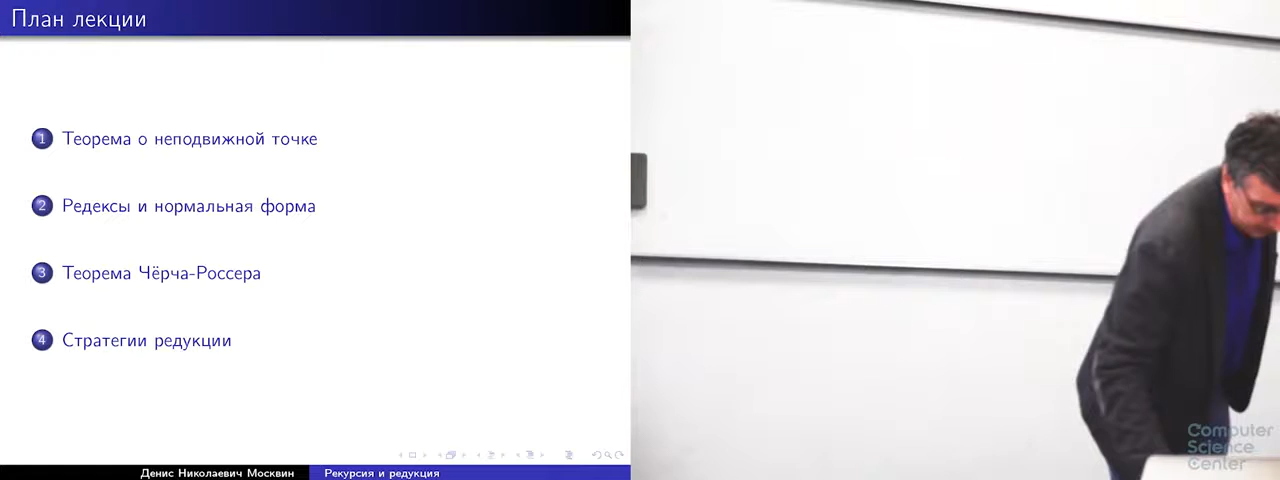 План лекции
1 Теорема о неподвижной точке
2 Редексы и нормальная форма
3 Теорема Чёрча-Россера
4 Стратегии редукции
Денис Николаевич Москвин Рекурсия и редукция
Computer
Science
Center